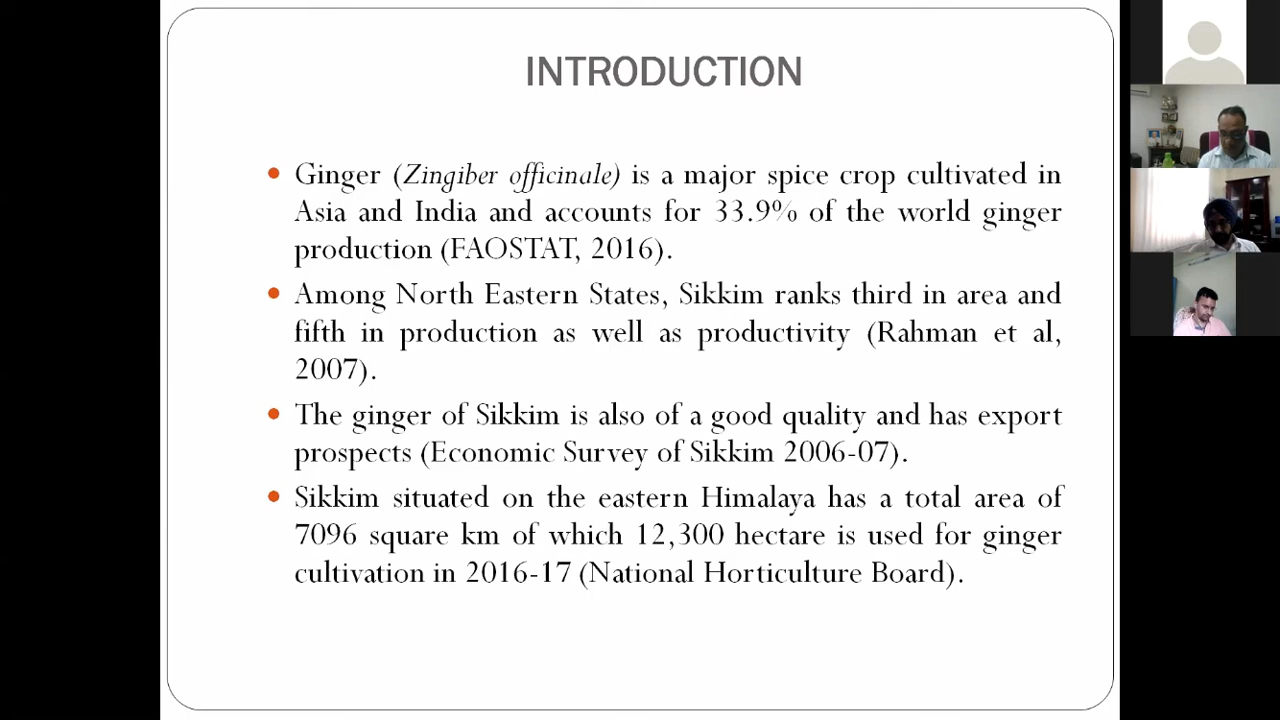 INTRODUCTION
Ginger (Zingiber officinale) is a major spice crop cultivated in
Asia and India and accounts for 33.9% of the world ginger
production (FAOSTAT, 2016).
Among North Eastern States, Sikkim ranks third in area and
fifth in production as well as productivity (Rahman et al,
2007).
The ginger of Sikkim is also of a good quality and has export
prospects (Economic Survey of Sikkim 2006-07).
Sikkim situated on the eastern Himalaya has a total area of
7096 square km of which 12,300 hectare is used for ginger
cultivation in 2016-17 (National Horticulture Board).